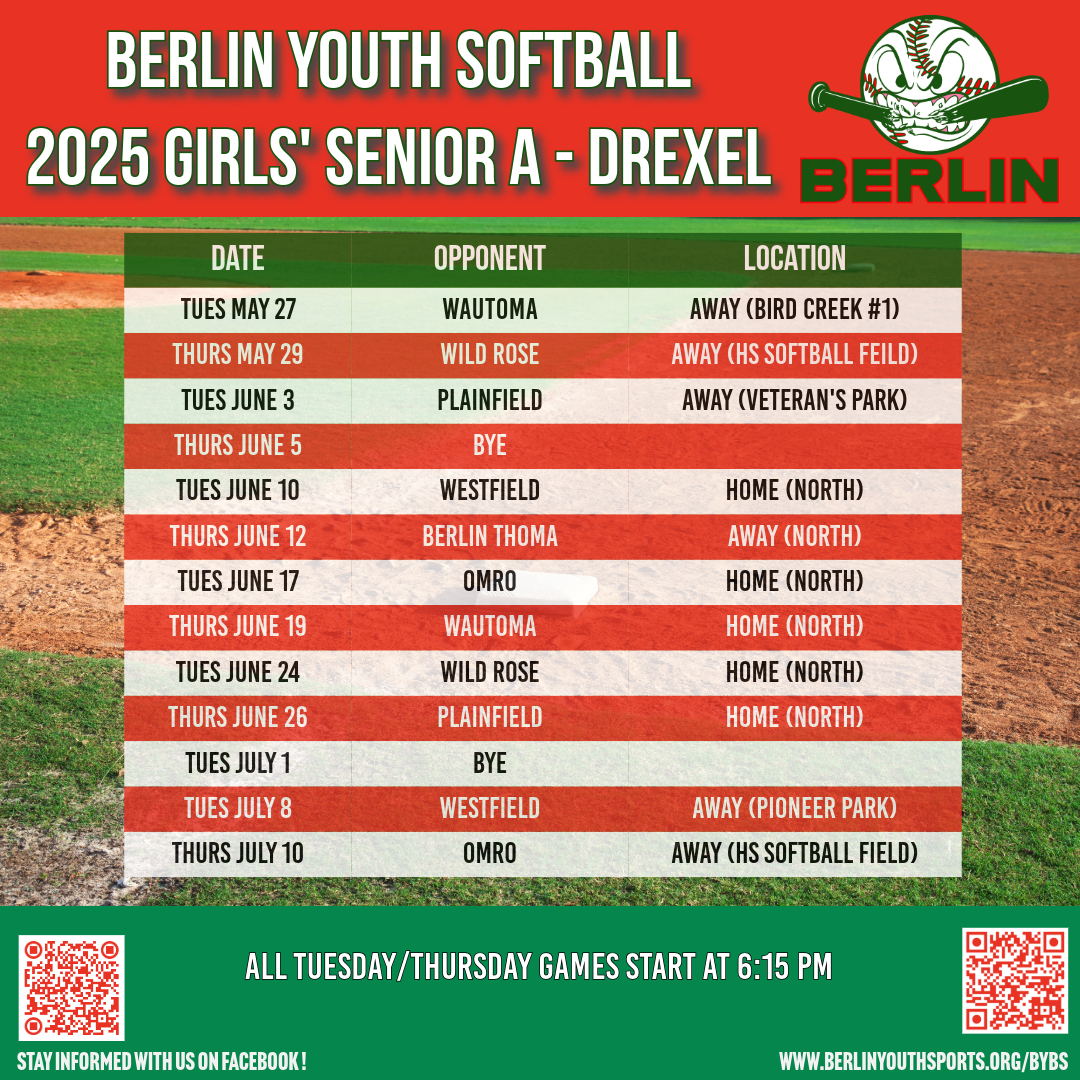 BERLIN YOUTH SOFTBALL
2025 GIRLS' SENIOR A - DREXEL
BERLIN
DATE OPPONENT LOCATION
TUES MAY 27 WAUTOMA AWAY (BIRD CREEK #1)
THURS MAY 29 WILD ROSE AWAY (HS SOFTBALL FEILD)
TUES JUNE 3 PLAINFIELD AWAY (VETERAN'S PARK)
THURS JUNE 5 BYE
TUES JUNE 10 WESTFIELD HOME (NORTH)
THURS JUNE 12 BERLIN THOMA AWAY (NORTH)
TUES JUNE 17 OMRO HOME (NORTH)
THURS JUNE 19 WAUTOMA HOME (NORTH)
TUES JUNE 24 WILD ROSE HOME (NORTH)
THURS JUNE 26 PLAINFIELD HOME (NORTH)
TUES JULY 1 BYE
TUES JULY 8 WESTFIELD AWAY (PIONEER PARK)
THURS JULY 10 OMRO AWAY (HS SOFTBALL FIELD)
ALL TUESDAY/THURSDAY GAMES START AT 6:15 PM
STAY INFORMED WITH US ON FACEBOOK !
WWW.BERLINYOUTHSPORTS.ORG/BYBS